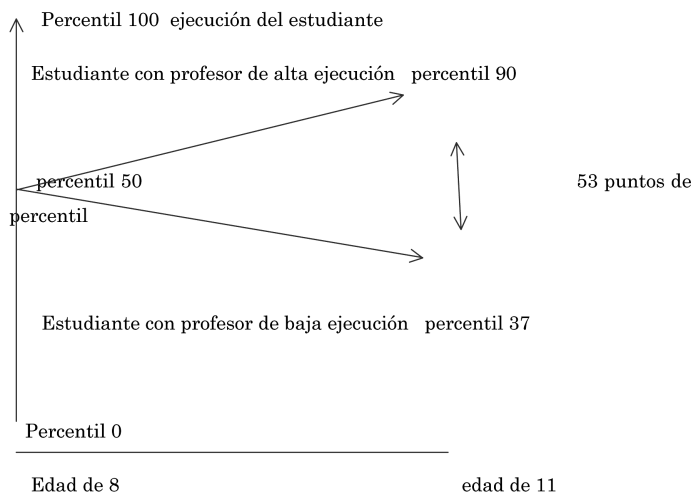 Percentil 100 ejecución del estudiante
Estudiante con profesor de alta ejecución percentil 90
percentil 50
53 puntos de
percentil
Estudiante con profesor de baja ejecución percentil 37
Percentil 0
Edad de 8
edad de 11